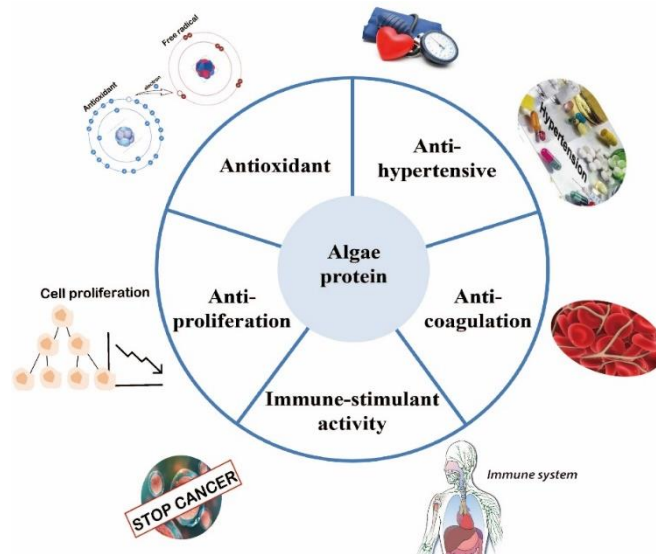 Free radical
electron
Antioxidant
Antioxidant
Anti-
hypertensive
Hypertension
Algae
protein
Anti-
proliferation
Anti-
coagulation
Cell proliferation
Immune-stimulant
activity
STOP CANCER
Immune system